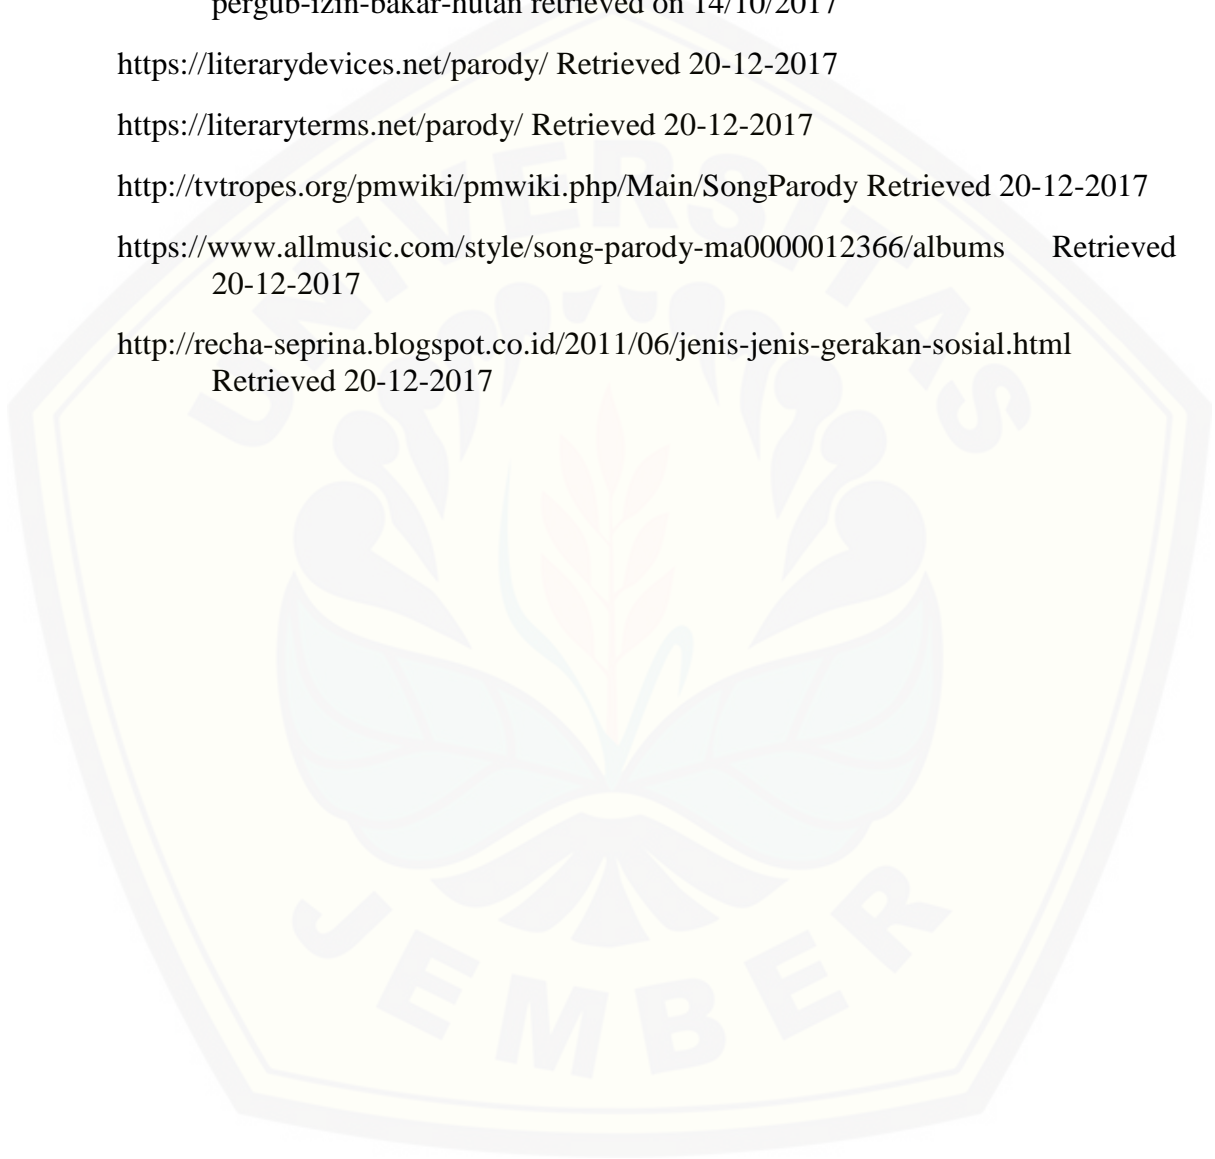 pergub-izin-bakar-hutan retrieved on 14/10/2017
https://literarydevices.net/parody/ Retrieved 20-12-2017
https://literaryterms.net/parody/ Retrieved 20-12-2017
http://tvtropes.org/pmwiki/pmwiki.php/Main/SongParody Retrieved 20-12-2017
https://www.allmusic.com/style/song-parody-ma0000012366/albums Retrieved
20-12-2017
http://recha-seprina.blogspot.co.id/2011/06/jenis-jenis-gerakan-sosial.html
Retrieved 20-12-2017
UNIVERSITAS
JEMBER